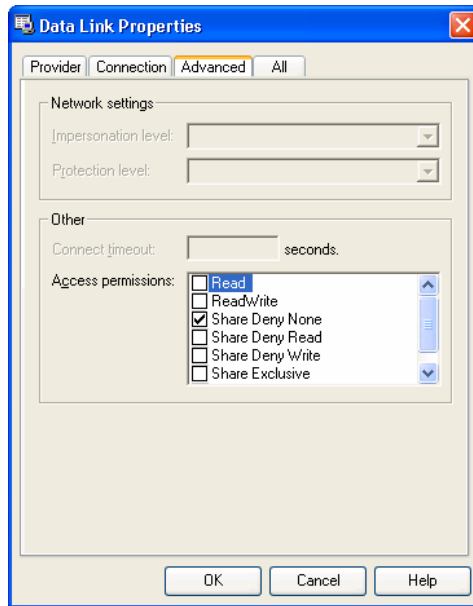 Data Link Properties
Provider Connection Advanced All
Network settings
Impersonation level:
Protection level:
Other
Connect timeout: seconds.
Access permissions: Read
ReadWrite
Share Deny None
Share Deny Read
Share Deny Write
Share Exclusive
OK Cancel Help